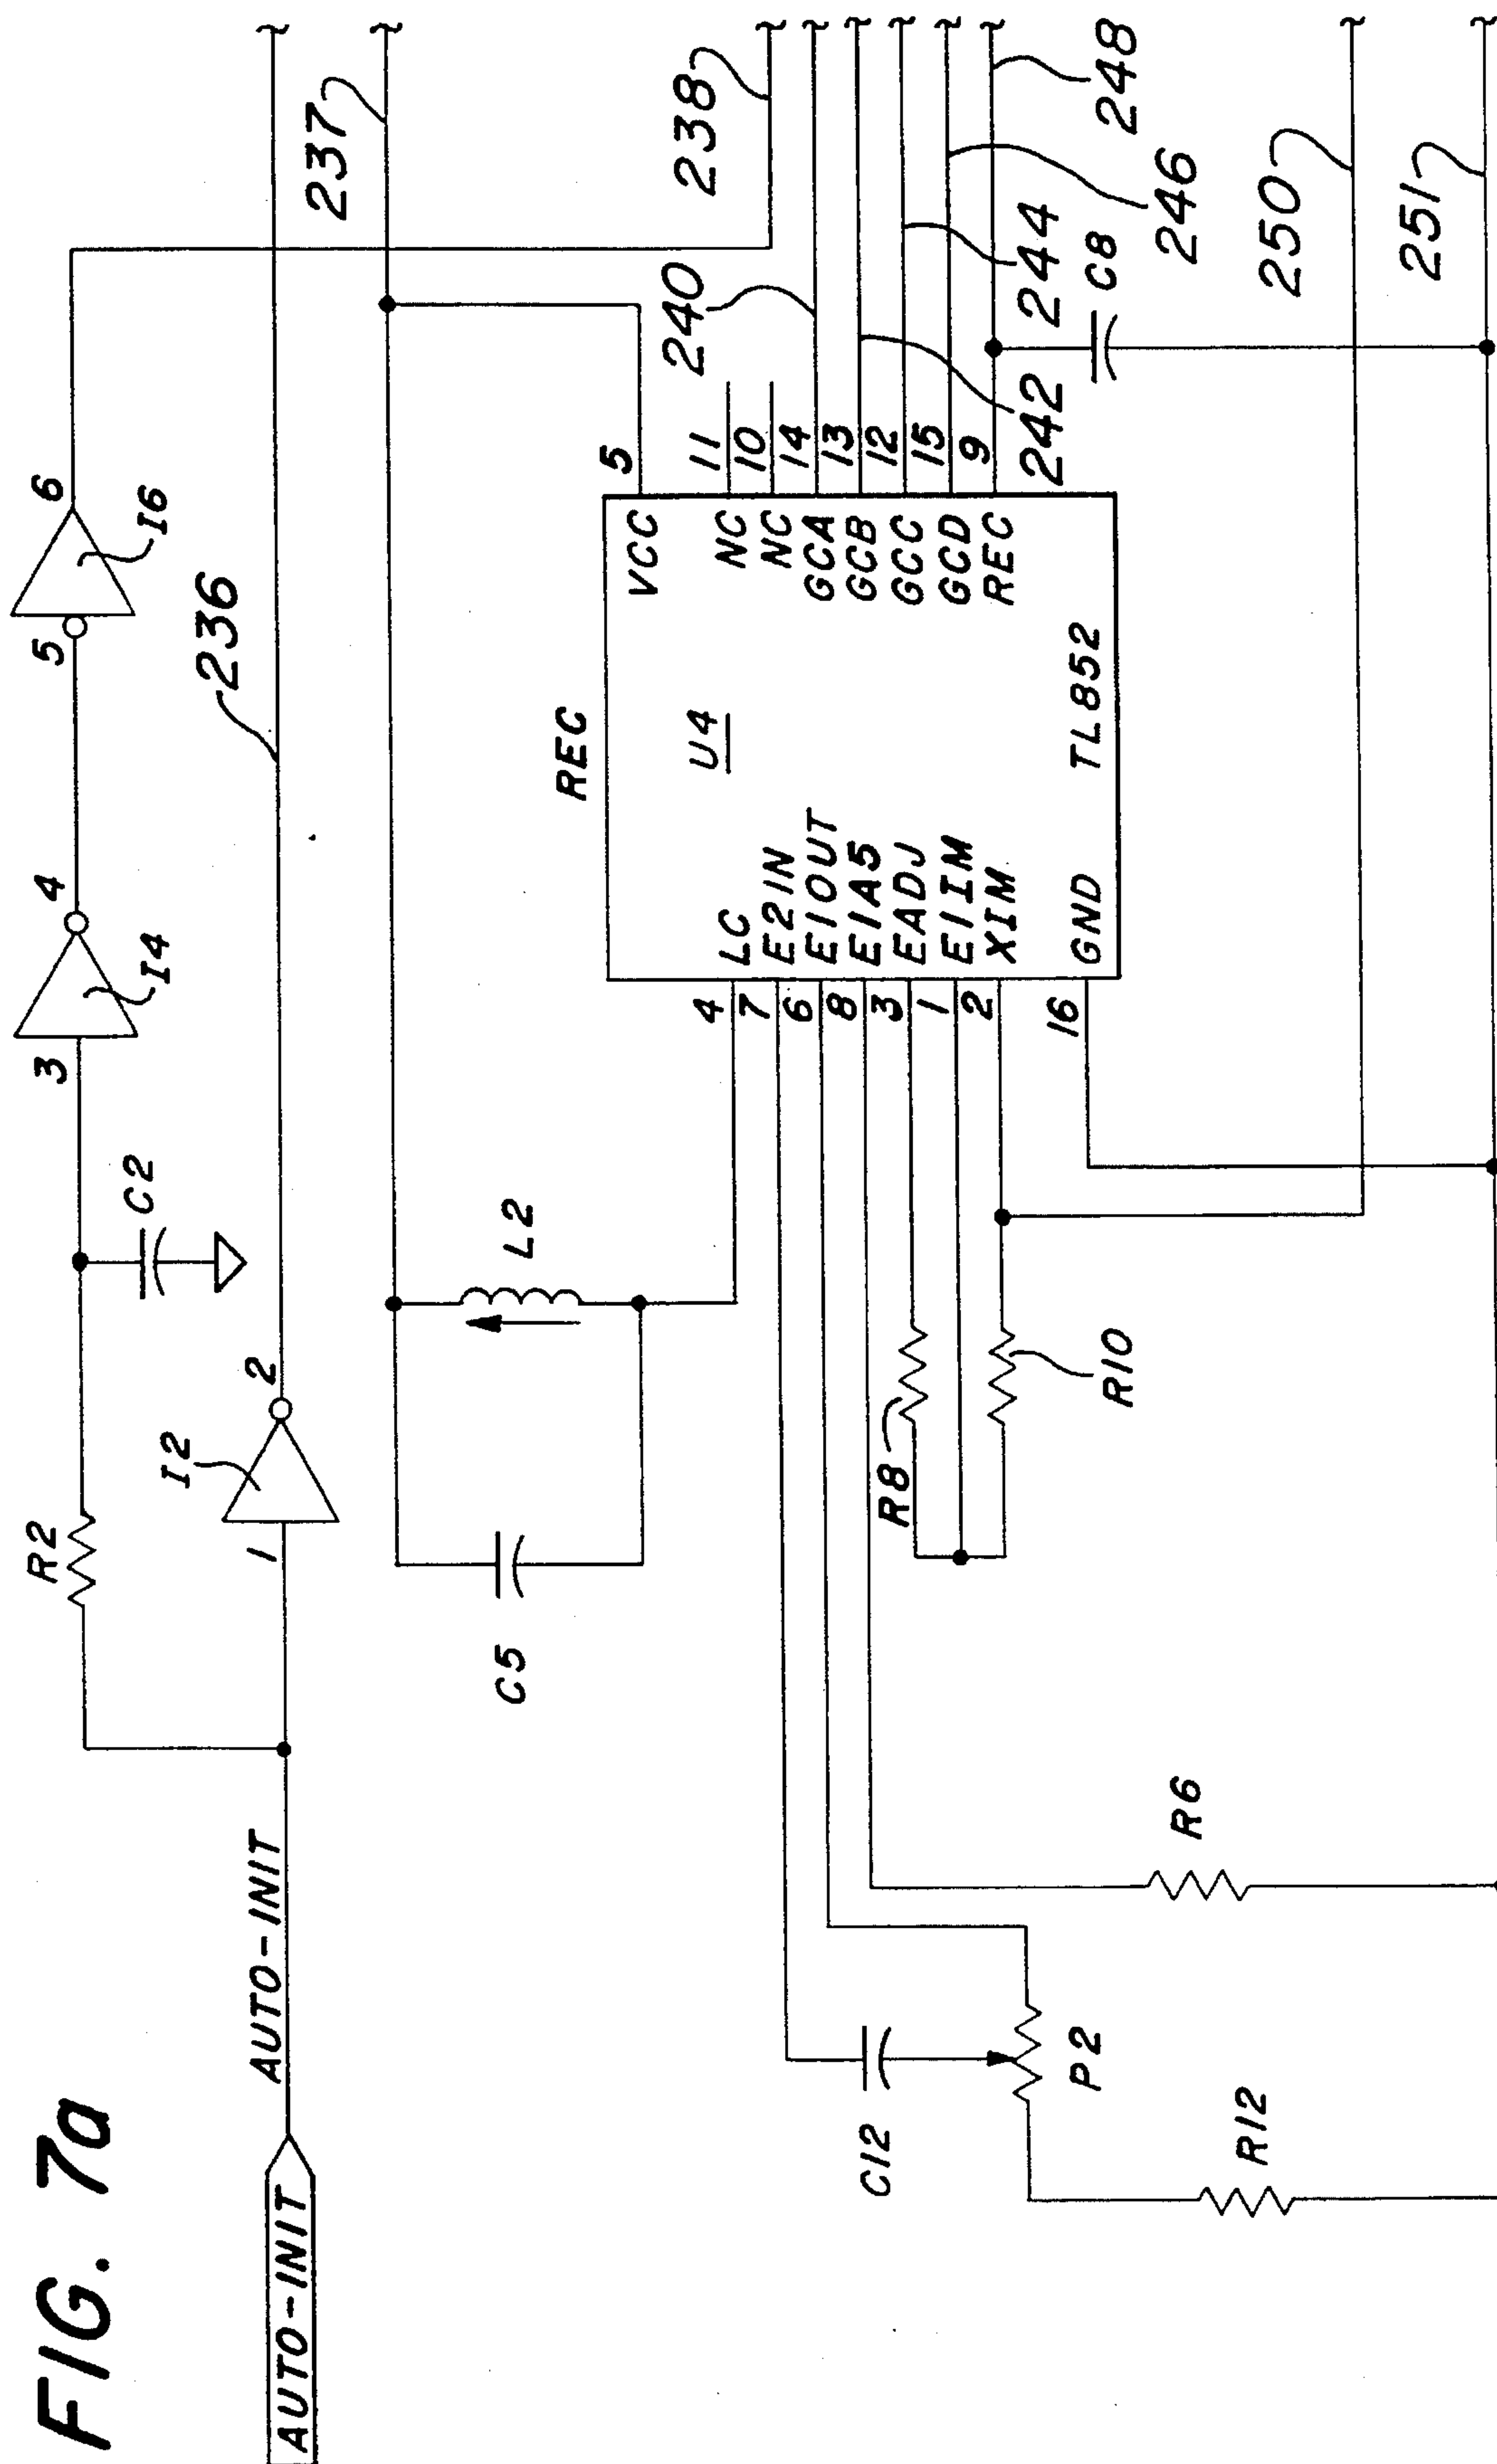 FIG. 7a
AUTO-INIT
AUTO-INIT
R2
C2
3
I4
4
5
I6
6
1
I2
2
236
237
C5
L2
238
REC
U4
TL852
LC
E2IN
E1OUT
E1A5
EADJ
E1IM
XIM
GND
4
7
6
8
3
1
2
16
VCC
NC
NC
GCA
GCB
GCC
GCD
REC
5
11
10
14
13
12
15
9
240
242
244
246
248
C8
R8
R10
C12
P2
R12
R6
250
251